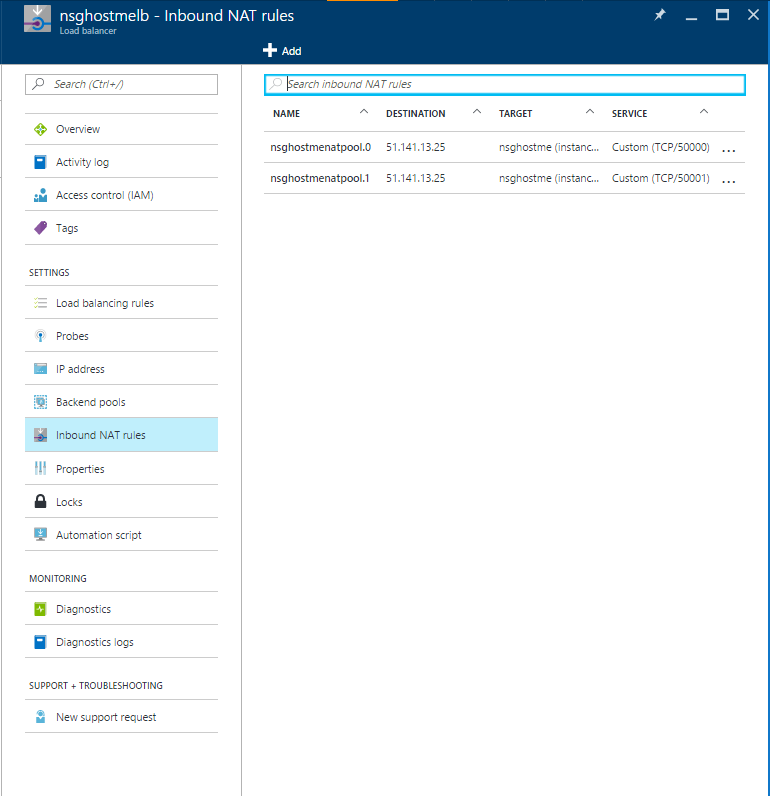 nsghostmelb - Inbound NAT rules
Load balancer
Add
Search (Ctrl+/)
Overview
Activity log
Access control (IAM)
Tags
SETTINGS
Load balancing rules
Probes
IP address
Backend pools
Inbound NAT rules
Properties
Locks
Automation script
MONITORING
Diagnostics
Diagnostics logs
SUPPORT + TROUBLESHOOTING
New support request
Search inbound NAT rules
NAME DESTINATION TARGET SERVICE
nsghostmenatpool.0 51.141.13.25 nsghostme (instanc... Custom (TCP/50000) ...
nsghostmenatpool.1 51.141.13.25 nsghostme (instanc... Custom (TCP/50001) ...